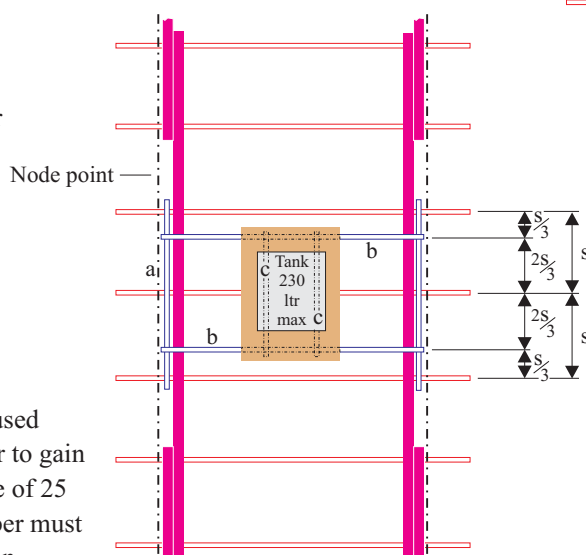 .
Node point
a
b
Tank
230
ltr
max
c
c
b
s/3
2s/3
2s/3
s/3
s
s
used
r to gain
e of 25
ber must